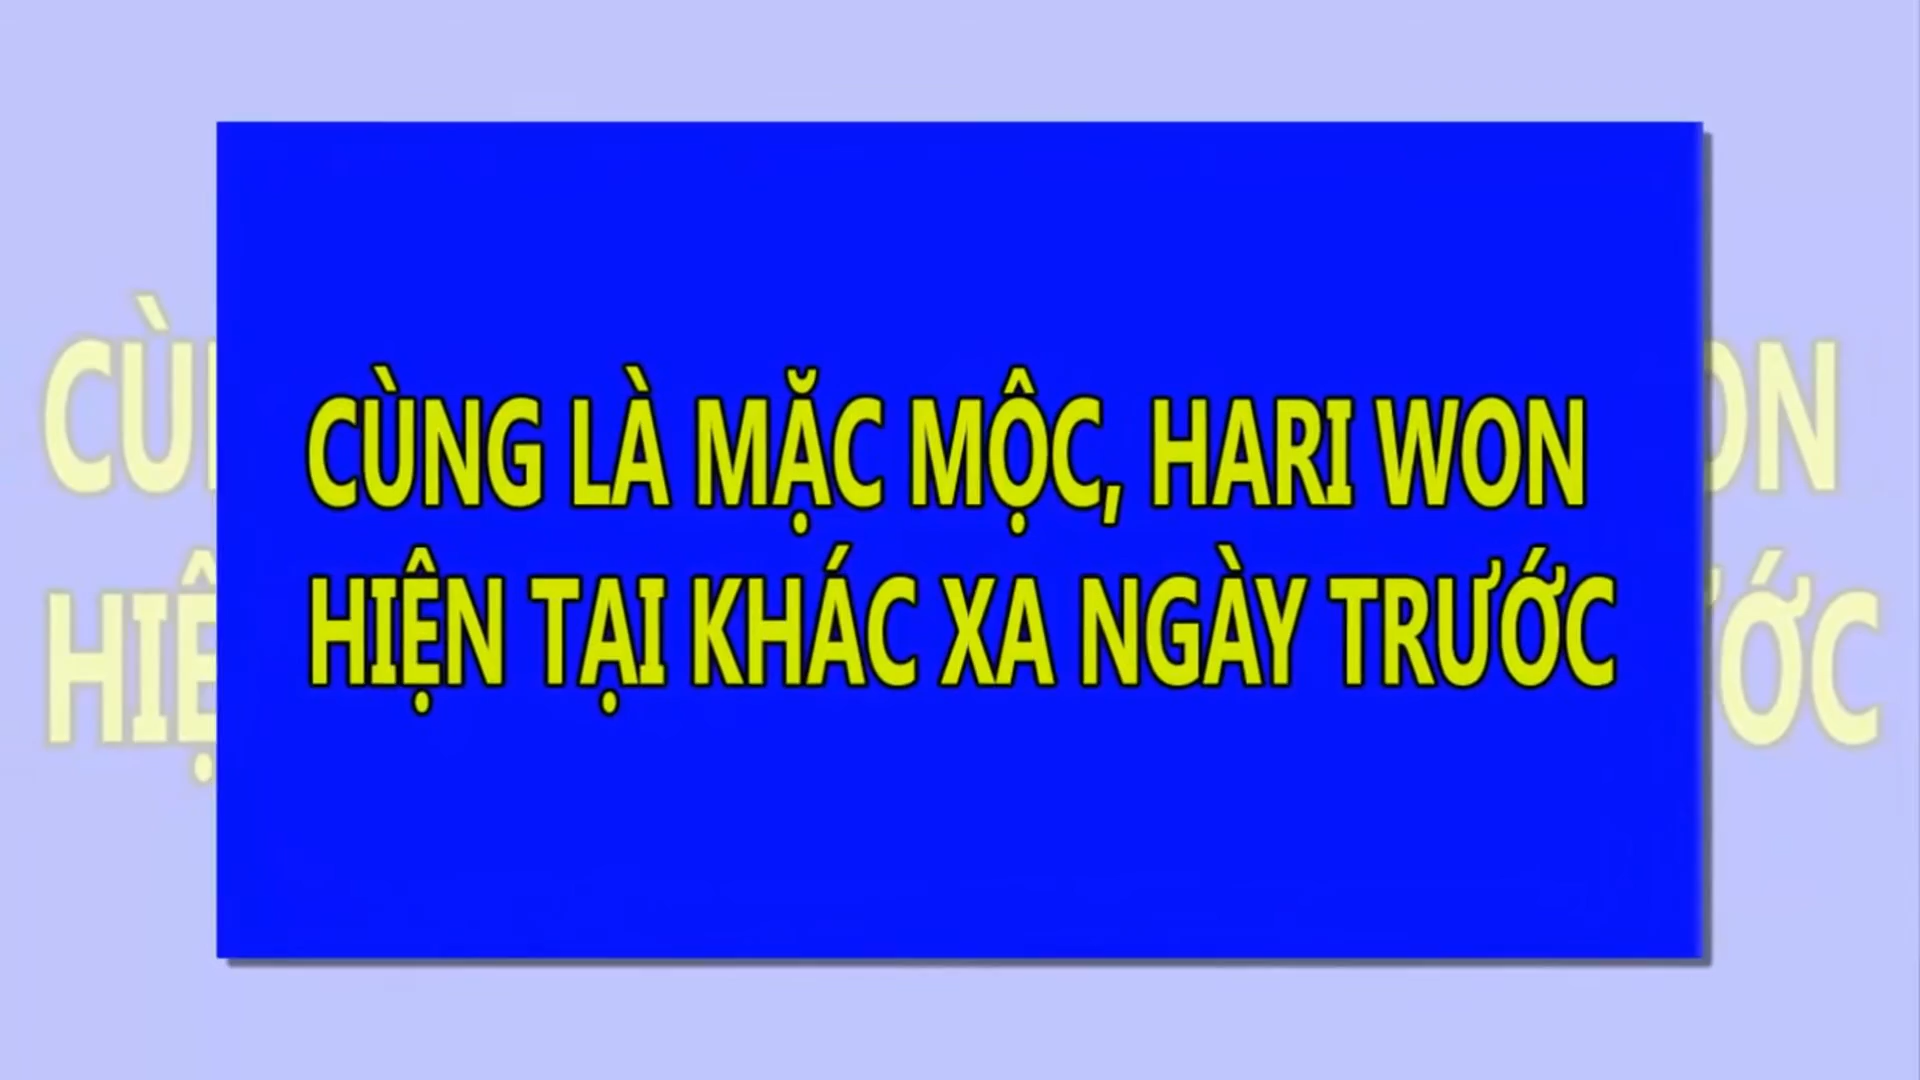 CÙNG LÀ MẶC MỘC, HARI WON
HIỆN TẠI KHÁC XA NGÀY TRƯỚC